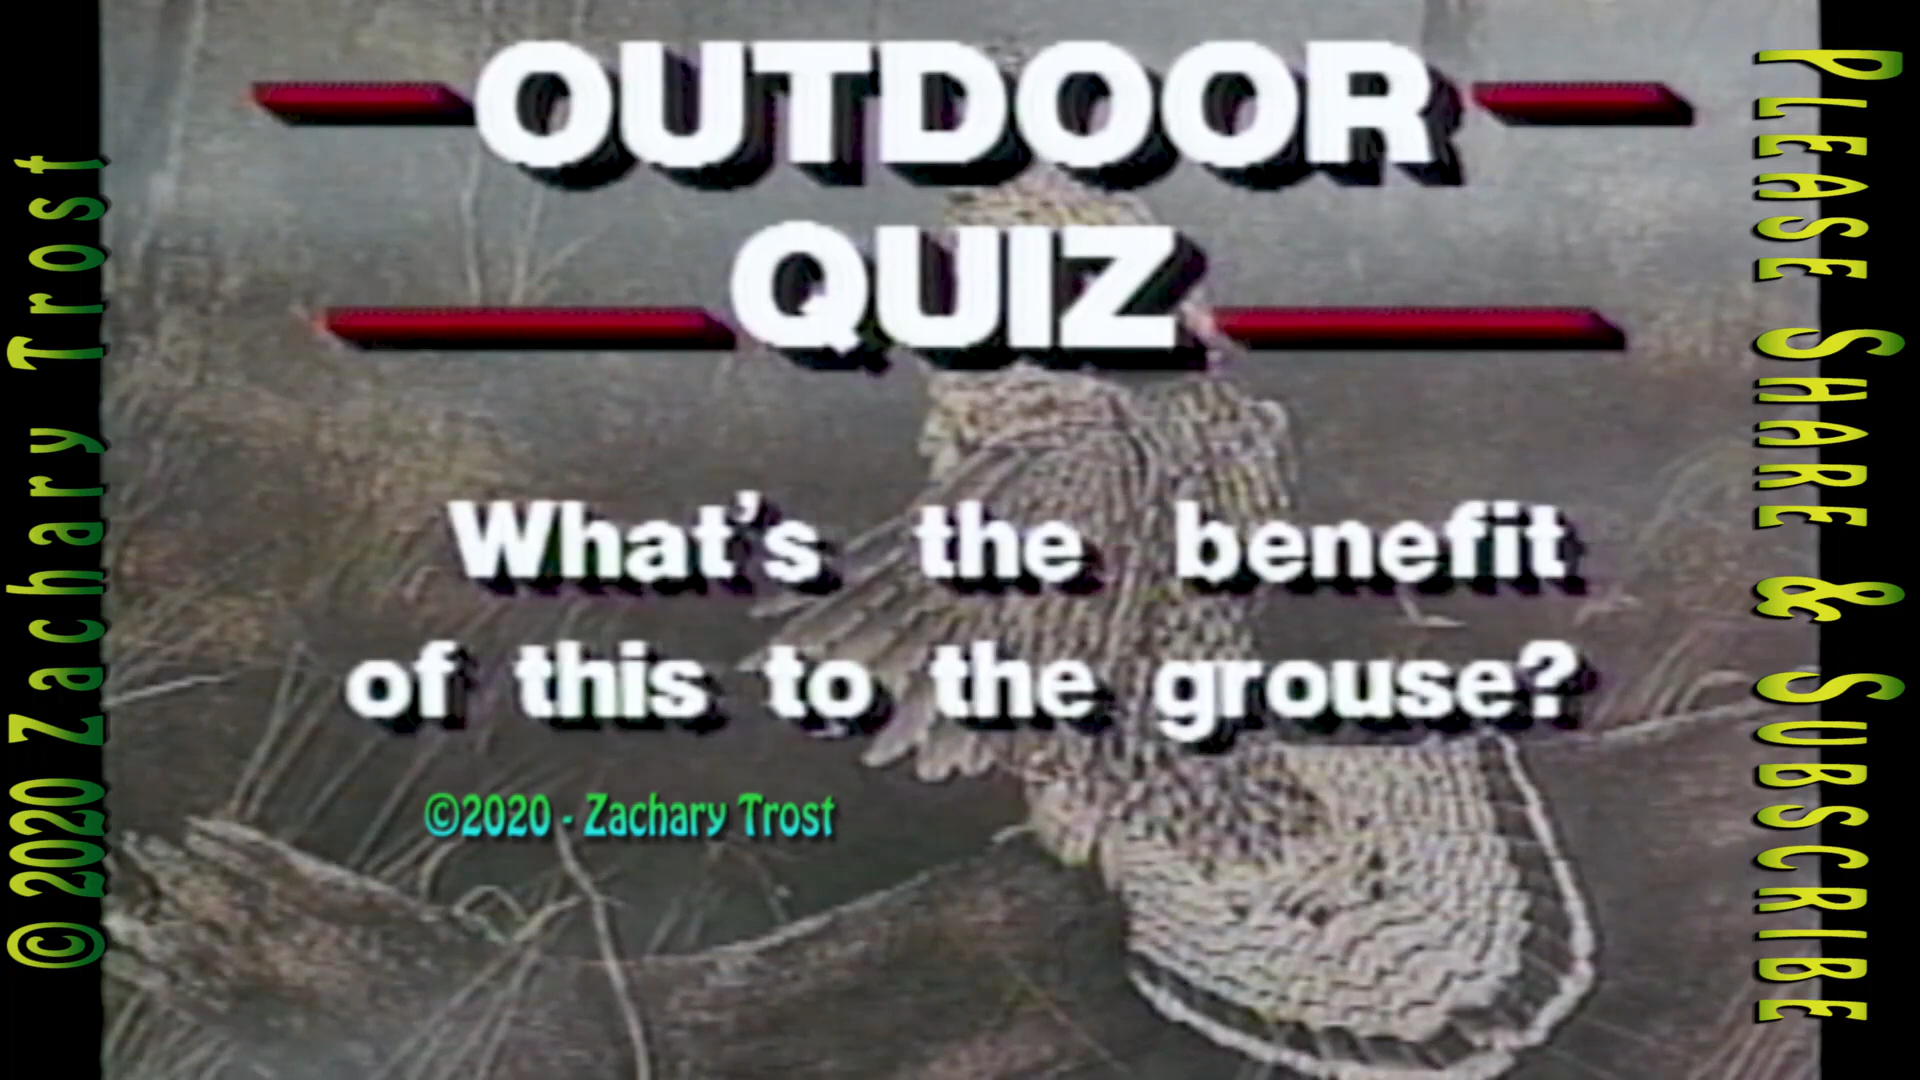 OUTDOOR
QUIZ
What's the benefit
of this to the grouse?
©2020 - Zachary Trost
© 2020 Zachary Trost
PLEASE SHARE & SUBSCRIBE